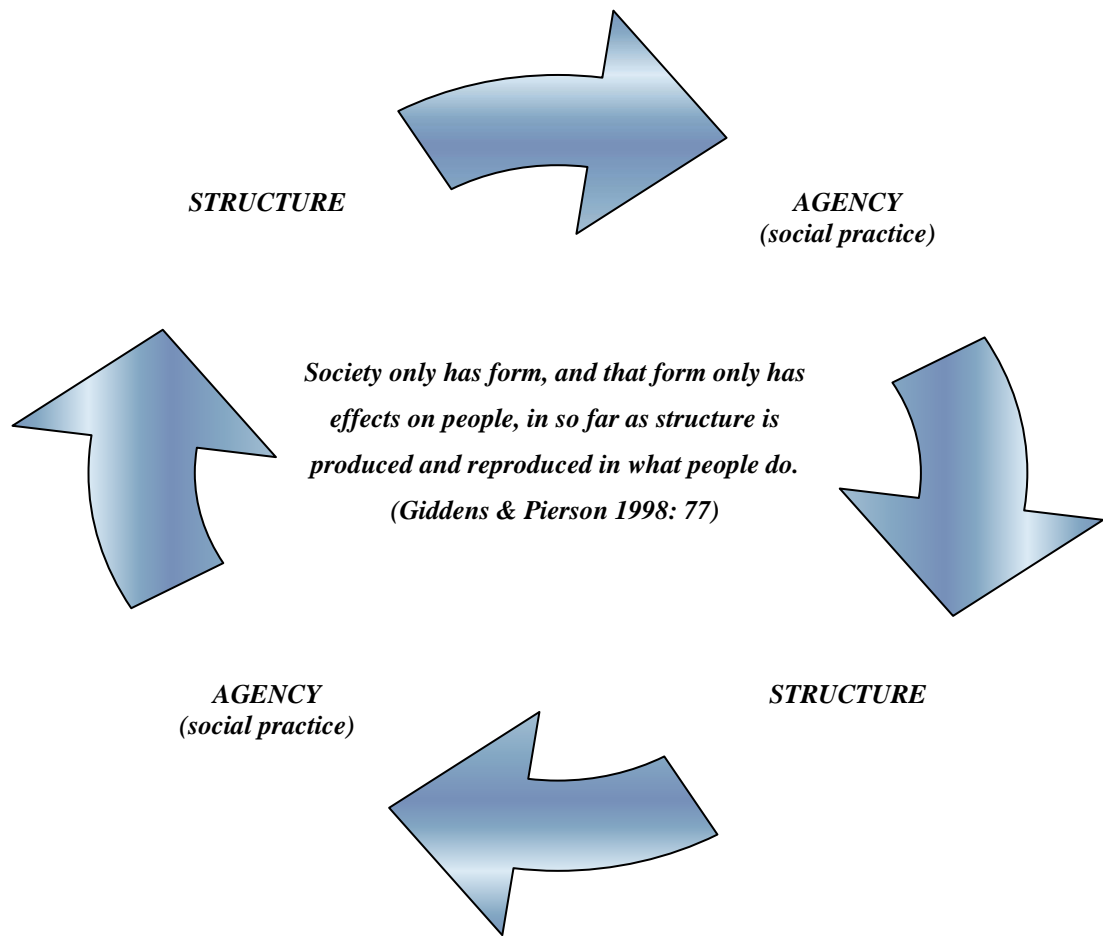 STRUCTURE
AGENCY
(social practice)
Society only has form, and that form only has
effects on people, in so far as structure is
produced and reproduced in what people do.
(Giddens & Pierson 1998: 77)
AGENCY
(social practice)
STRUCTURE